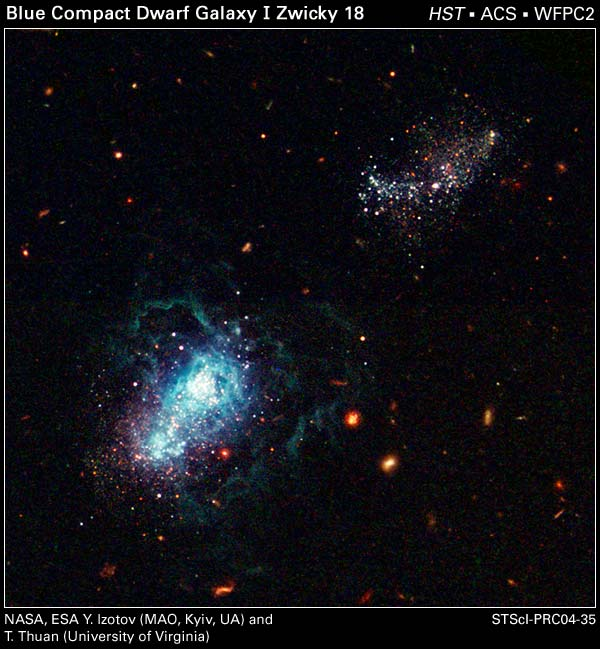 Blue Compact Dwarf Galaxy I Zwicky 18 HST ▪ ACS ▪ WFPC2
NASA, ESA Y. Izotov (MAO, Kyiv, UA) and STScI-PRC04-35
T. Thuan (University of Virginia)